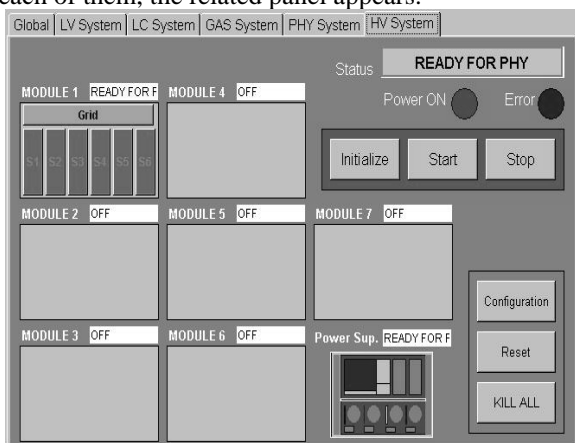 each of them, the related panel appears.
Global LV System LC System GAS System PHY System HV System
Status READY FOR PHY
MODULE 1 READY FOR F MODULE 4 OFF
Power ON Error
Grid
S1 S2 S3 S4 S5 S6
Initialize Start Stop
MODULE 2 OFF MODULE 5 OFF MODULE 7 OFF
Configuration
MODULE 3 OFF MODULE 6 OFF Power Sup. READY FOR F
Reset
KILL ALL